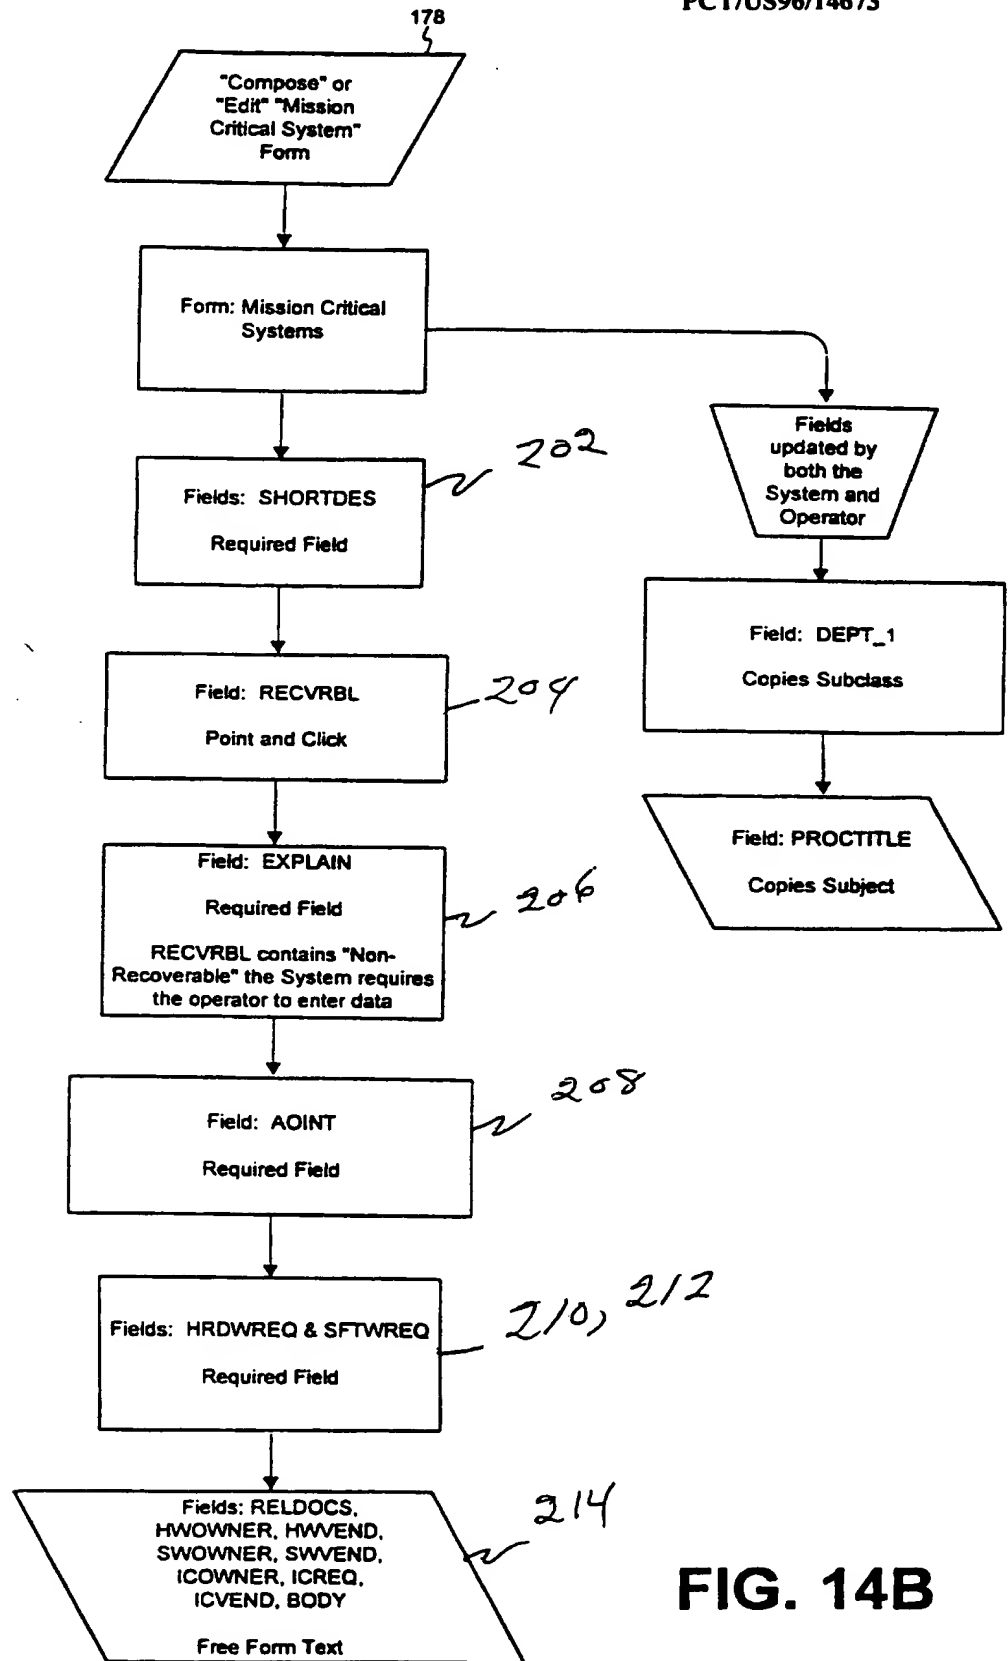 PCT/US96/14673
178
"Compose" or
"Edit" "Mission
Critical System"
Form
Form: Mission Critical
Systems
Fields
updated by
both the
System and
Operator
Fields: SHORTDES
Required Field
202
Field: DEPT_1
Copies Subclass
Field: RECVRBL
Point and Click
204
Field: PROCTITLE
Copies Subject
Field: EXPLAIN
Required Field
RECVRBL contains "Non-
Recoverable" the System requires
the operator to enter data
206
Field: AOINT
Required Field
208
Fields: HRDWREQ & SFTWREQ
Required Field
210, 212
Fields: RELDOCS,
HWOWNER, HWVEND,
SWOWNER, SWVEND,
ICOWNER, ICREQ,
ICVEND, BODY
Free Form Text
214
FIG. 14B